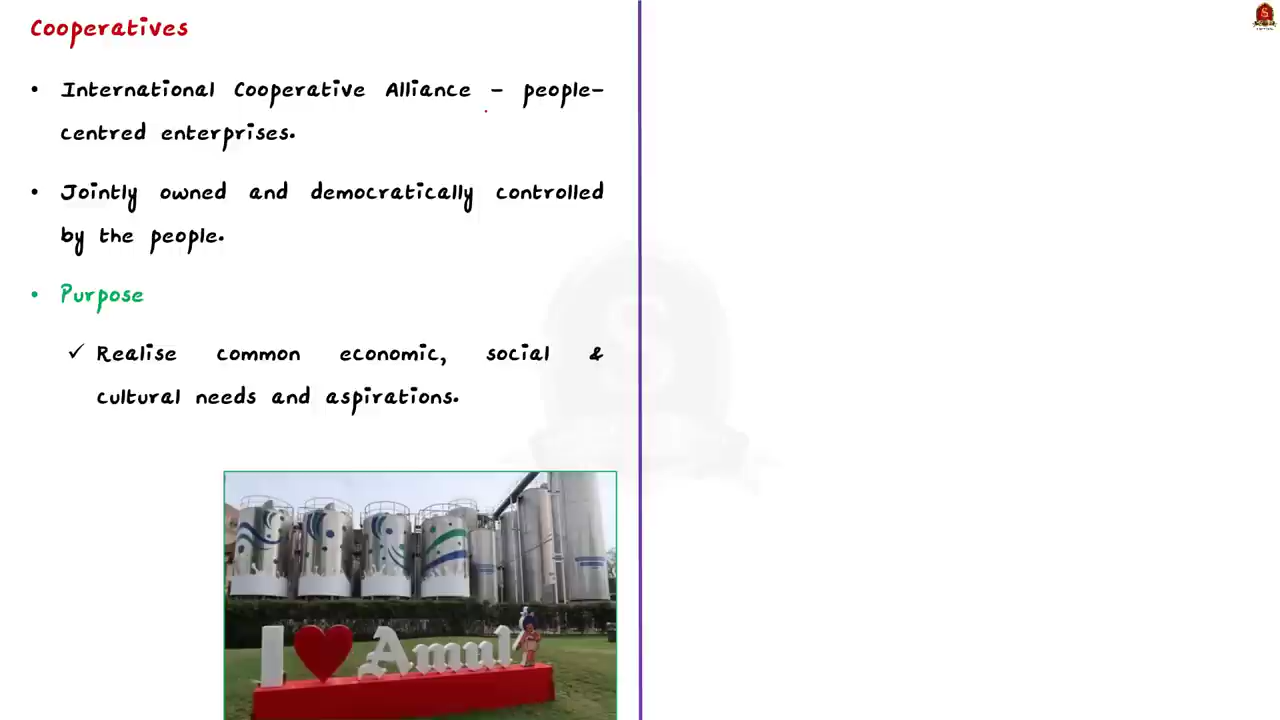 Cooperatives
• International Cooperative Alliance – people-
centred enterprises.
• Jointly owned and democratically controlled
by the people.
• Purpose
✓ Realise common economic, social &
cultural needs and aspirations.
I ❤ Amul